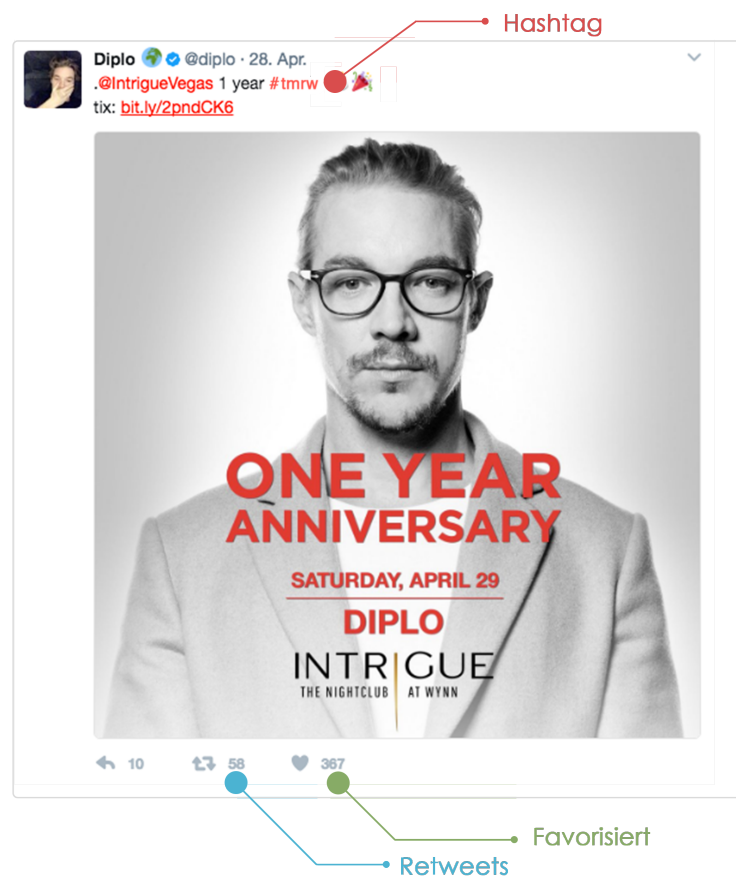 Hashtag
Diplo @diplo · 28. Apr.
.@IntrigueVegas 1 year #tmrw
tix: bit.ly/2pndCK6
ONE YEAR
ANNIVERSARY
SATURDAY, APRIL 29
DIPLO
INTRIGUE
THE NIGHTCLUB AT WYNN
10 58 367
Favorisiert
Retweets